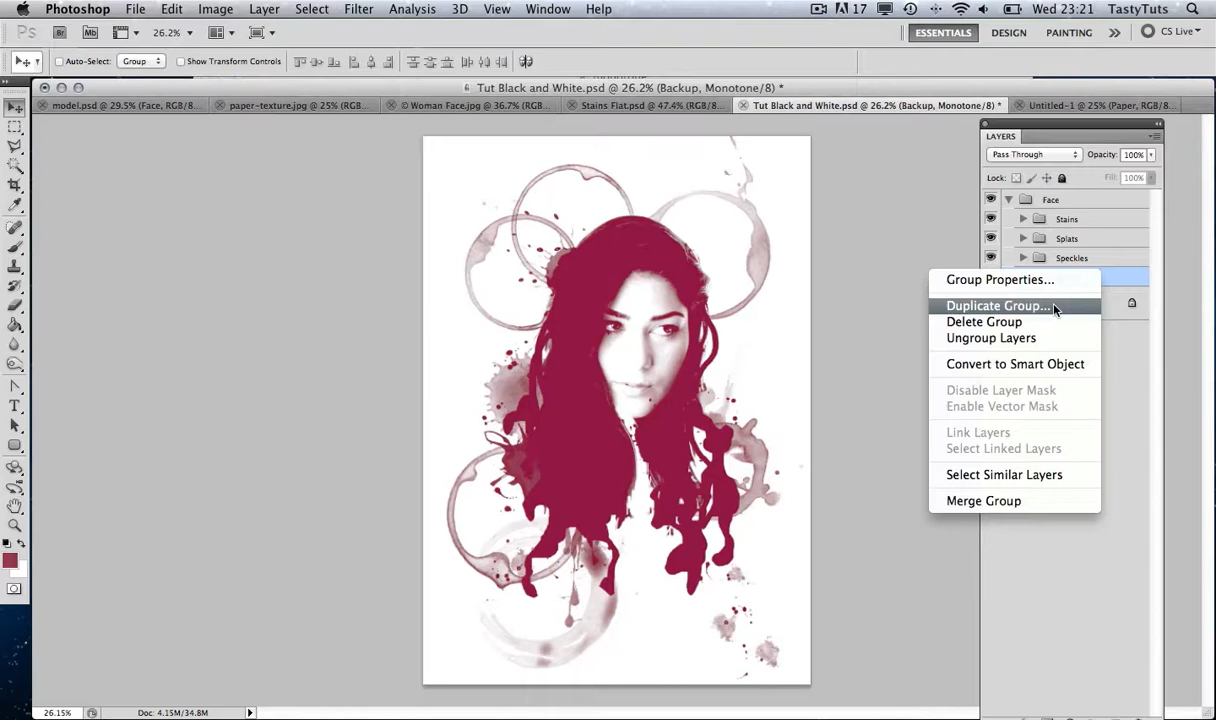 Photoshop File Edit Image Layer Select Filter Analysis 3D View Window Help 17 Wed 23:21 TastyTuts
Ps Br Mb 26.2% ESSENTIALS DESIGN PAINTING >> CS Live
Auto-Select: Group Show Transform Controls
Tut Black and White.psd @ 26.2% (Backup, Monotone/8) *
model.psd @ 29.5% (Face, RGB/8... paper-texture.jpg @ 25% (RGB... © Woman Face.jpg @ 36.7% (RGB... Stains Flat.psd @ 47.4% (RGB/8... Tut Black and White.psd @ 26.2% (Backup, Monotone/8) * Untitled-1 @ 25% (Paper, RGB/8...
LAYERS
Pass Through Opacity: 100%
Lock: Fill: 100%
Face
Stains
Splats
Speckles
Group Properties...
Duplicate Group...
Delete Group
Ungroup Layers
Convert to Smart Object
Disable Layer Mask
Enable Vector Mask
Link Layers
Select Linked Layers
Select Similar Layers
Merge Group
26.15% Doc: 4.15M/34.8M